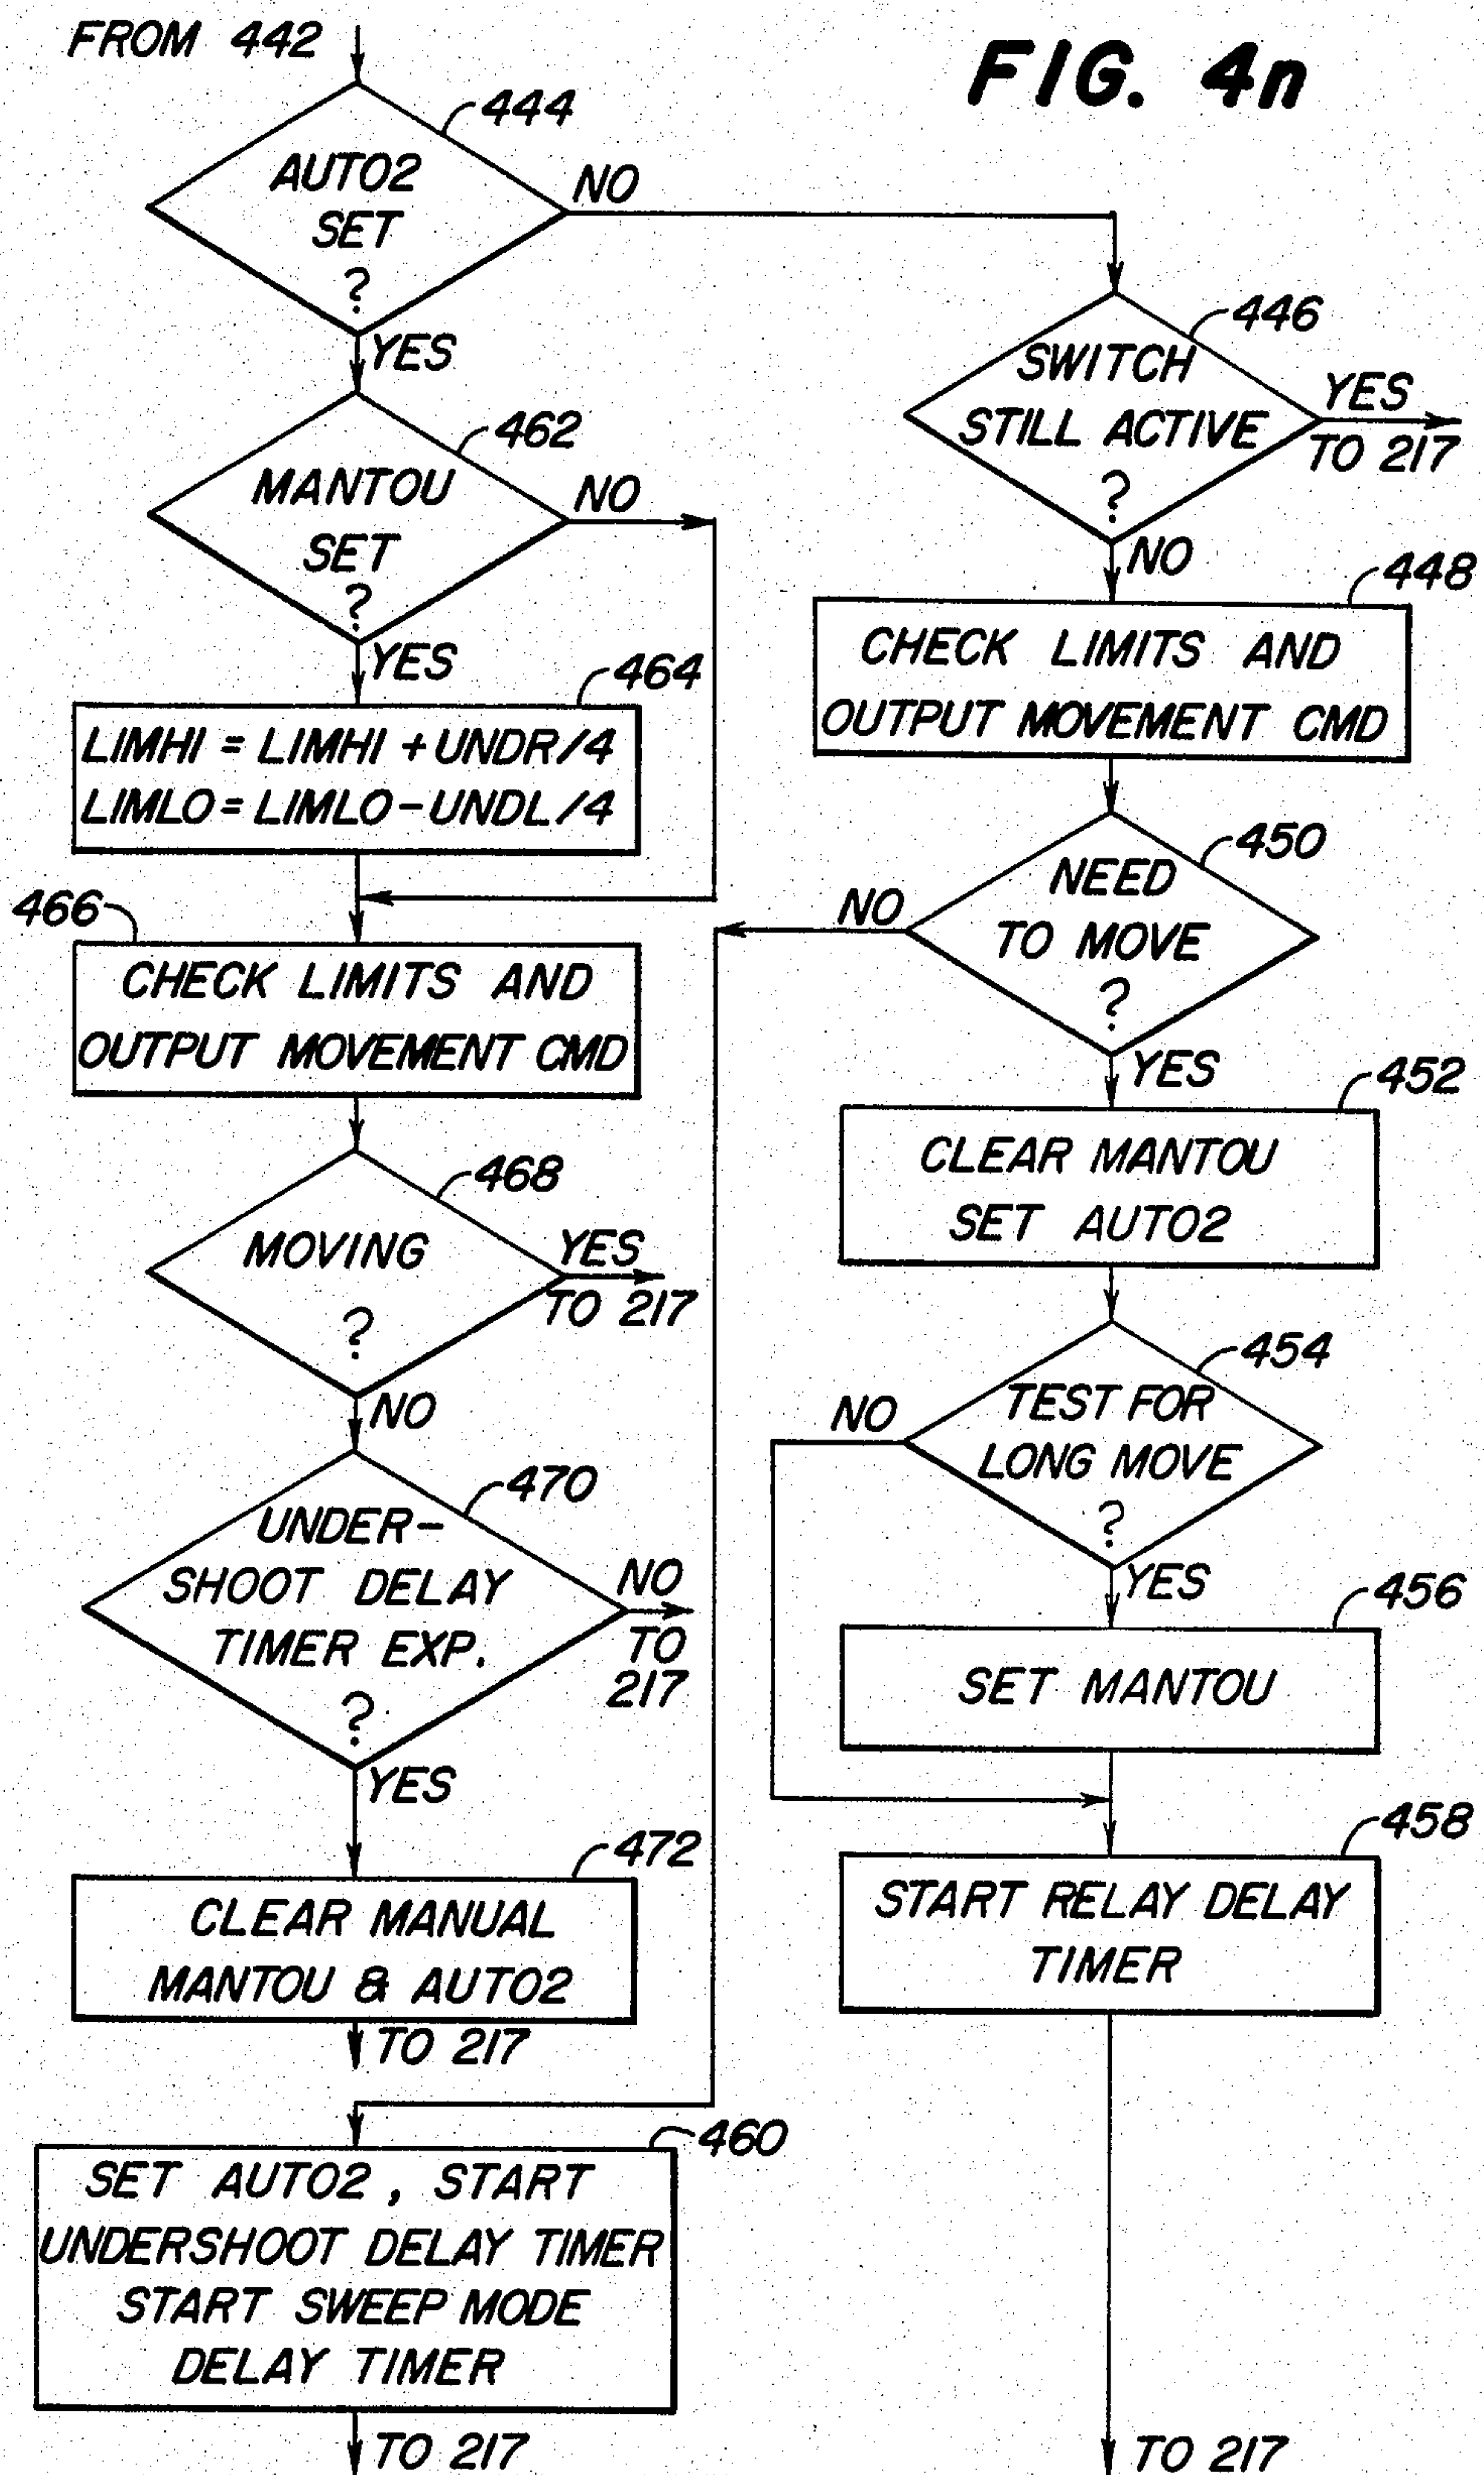 FROM 442
FIG. 4n
444
AUTO2
SET
?
NO
YES
462
MANTOU
SET
?
NO
YES
464
LIMHI = LIMHI + UNDR/4
LIMLO = LIMLO - UNDL/4
466
CHECK LIMITS AND
OUTPUT MOVEMENT CMD
468
MOVING
?
YES
TO 217
NO
470
UNDER-
SHOOT DELAY
TIMER EXP.
?
NO
TO
217
YES
472
CLEAR MANUAL
MANTOU & AUTO2
TO 217
460
SET AUTO2, START
UNDERSHOOT DELAY TIMER
START SWEEP MODE
DELAY TIMER
TO 217
446
SWITCH
STILL ACTIVE
?
YES
TO 217
NO
448
CHECK LIMITS AND
OUTPUT MOVEMENT CMD
450
NEED
TO MOVE
?
NO
YES
452
CLEAR MANTOU
SET AUTO2
454
TEST FOR
LONG MOVE
?
NO
YES
456
SET MANTOU
458
START RELAY DELAY
TIMER
TO 217